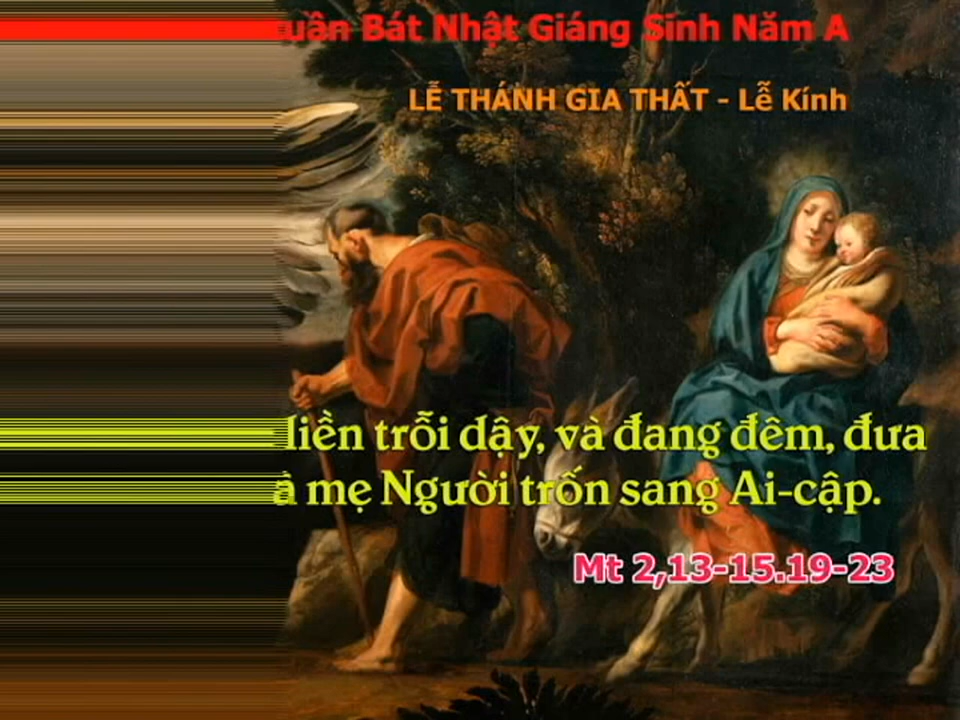 Bát Nhật Giáng Sinh Năm A
LỄ THÁNH GIA THẤT - Lễ Kính
liền trỗi dậy, và đang đêm, đưa
mẹ Người trốn sang Ai-cập.
Mt 2,13-15.19-23